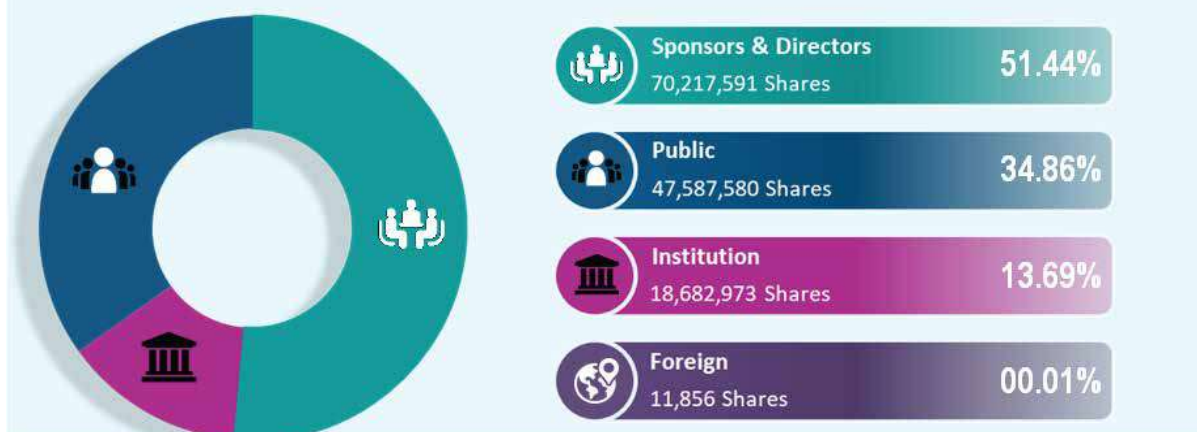 Sponsors & Directors
70,217,591 Shares
51.44%
Public
47,587,580 Shares
34.86%
Institution
18,682,973 Shares
13.69%
Foreign
11,856 Shares
00.01%